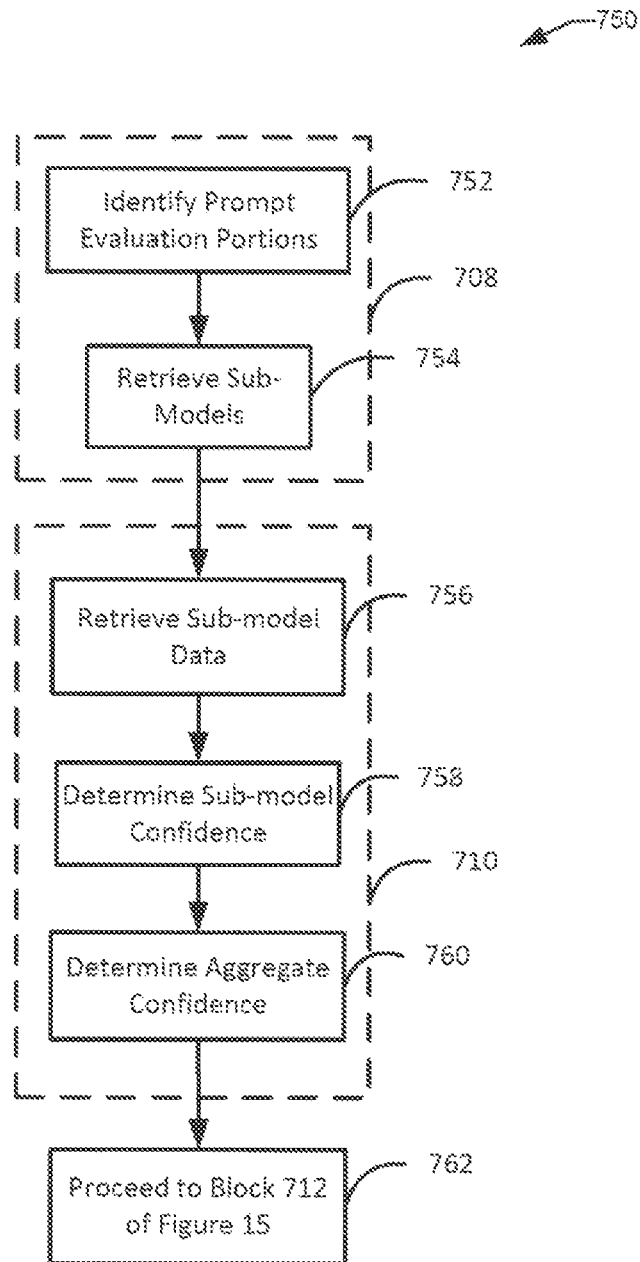 750
Identify Prompt
Evaluation Portions
752
708
Retrieve Sub-
Models
754
Retrieve Sub-model
Data
756
Determine Sub-model
Confidence
758
710
Determine Aggregate
Confidence
760
Proceed to Block 712
of Figure 15
762